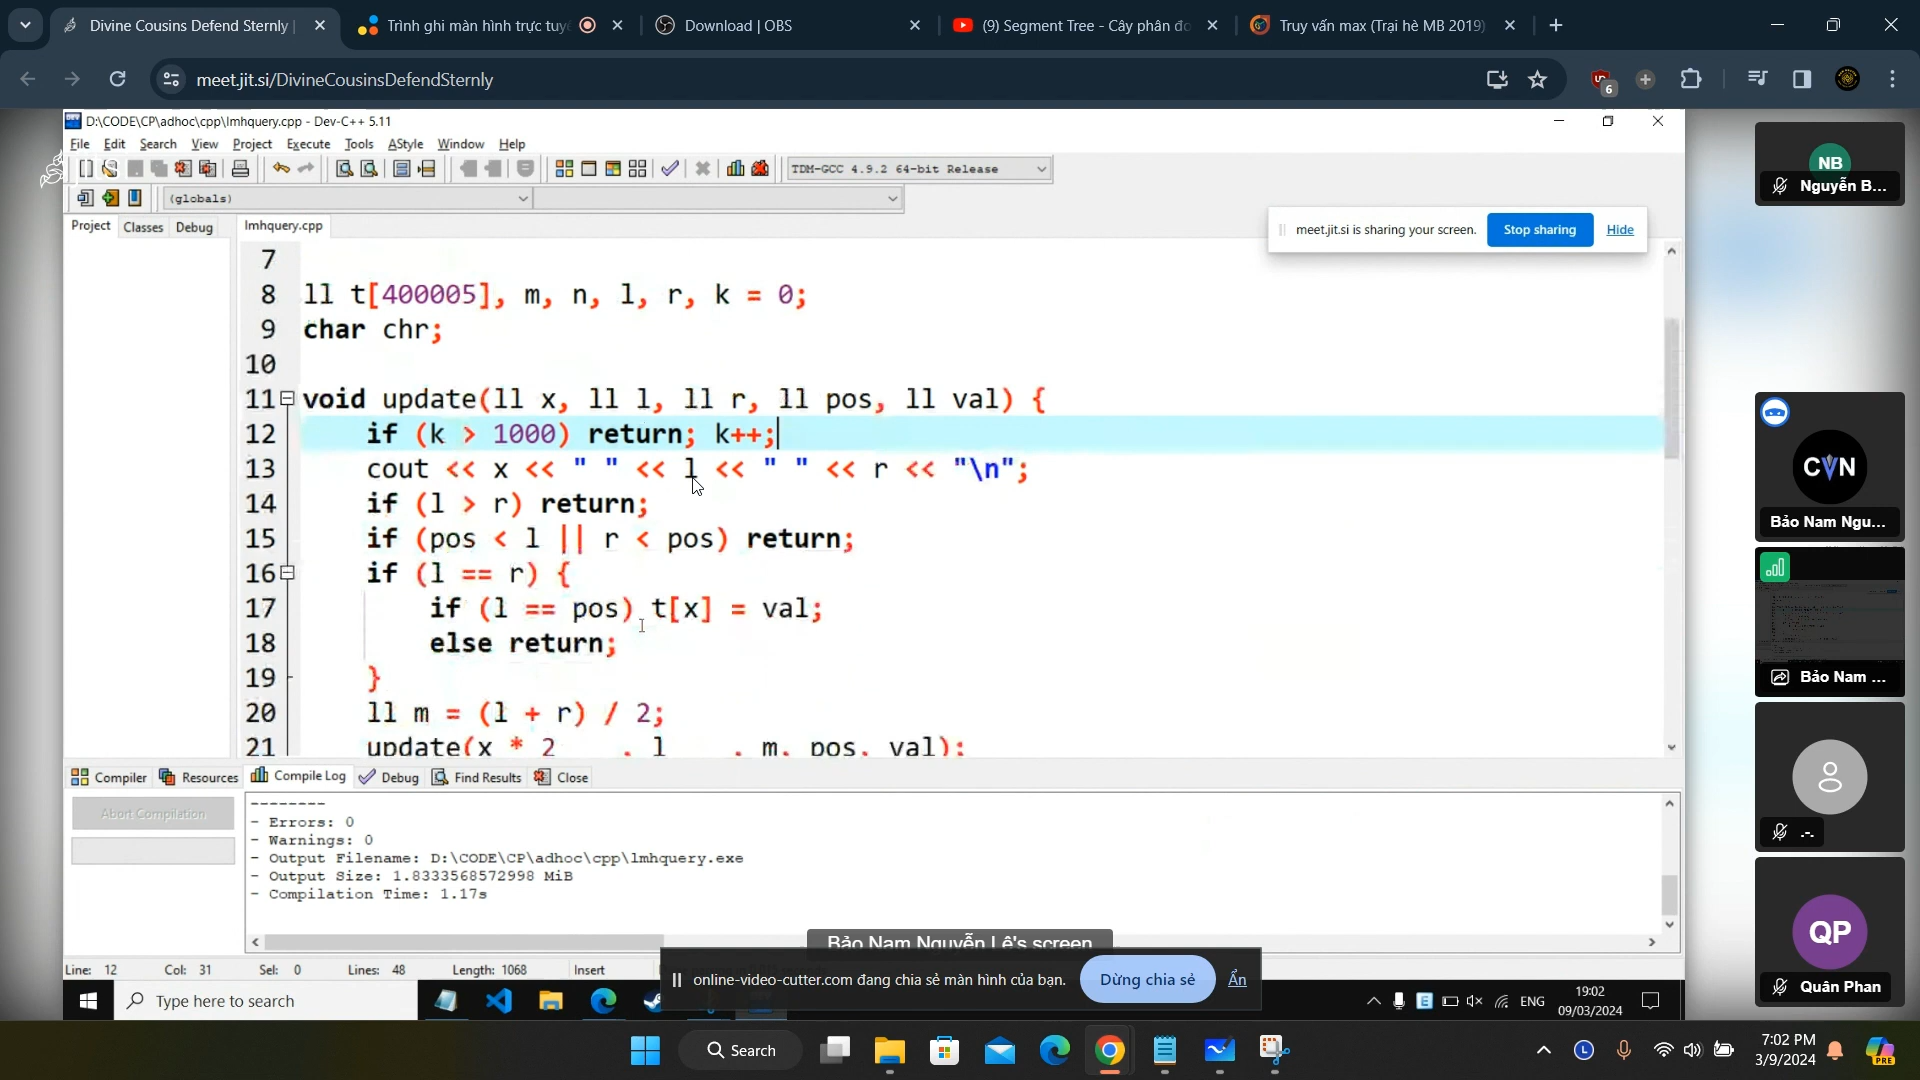 Divine Cousins Defend Sternly
Trình ghi màn hình trực tuyế
Download | OBS
(9) Segment Tree - Cây phân đo
Truy vấn max (Trại hè MB 2019)
meet.jit.si/DivineCousinsDefendSternly
6
D:\CODE\CP\adhoc\cpp\lmhquery.cpp - Dev-C++ 5.11
File Edit Search View Project Execute Tools AStyle Window Help
TDM-GCC 4.9.2 64-bit Release
(globals)
Project Classes Debug
lmhquery.cpp
meet.jit.si is sharing your screen. Stop sharing Hide
7
8 ll t[400005], m, n, l, r, k = 0;
9 char chr;
10
11 void update(ll x, ll l, ll r, ll pos, ll val) {
12 if (k > 1000) return; k++;
13 cout << x << " " << l << " " << r << "\n";
14 if (l > r) return;
15 if (pos < l || r < pos) return;
16 if (l == r) {
17 if (l == pos) t[x] = val;
18 else return;
19 }
20 ll m = (l + r) / 2;
21 update(x * 2 , l , m, pos, val);
Compiler Resources Compile Log Debug Find Results Close
Abort Compilation
--------
- Errors: 0
- Warnings: 0
- Output Filename: D:\CODE\CP\adhoc\cpp\lmhquery.exe
- Output Size: 1.8333568572998 MiB
- Compilation Time: 1.17s
Line: 12 Col: 31 Sel: 0 Lines: 48 Length: 1068 Insert
Bảo Nam Nguyễn Lê's screen
online-video-cutter.com đang chia sẻ màn hình của bạn. Dừng chia sẻ Ẩn
Type here to search
ENG
19:02
09/03/2024
NB
Nguyễn B...
CVN
Bảo Nam Ngu...
Bảo Nam ...
.-.
QP
Quân Phan
Search
7:02 PM
3/9/2024
PRE